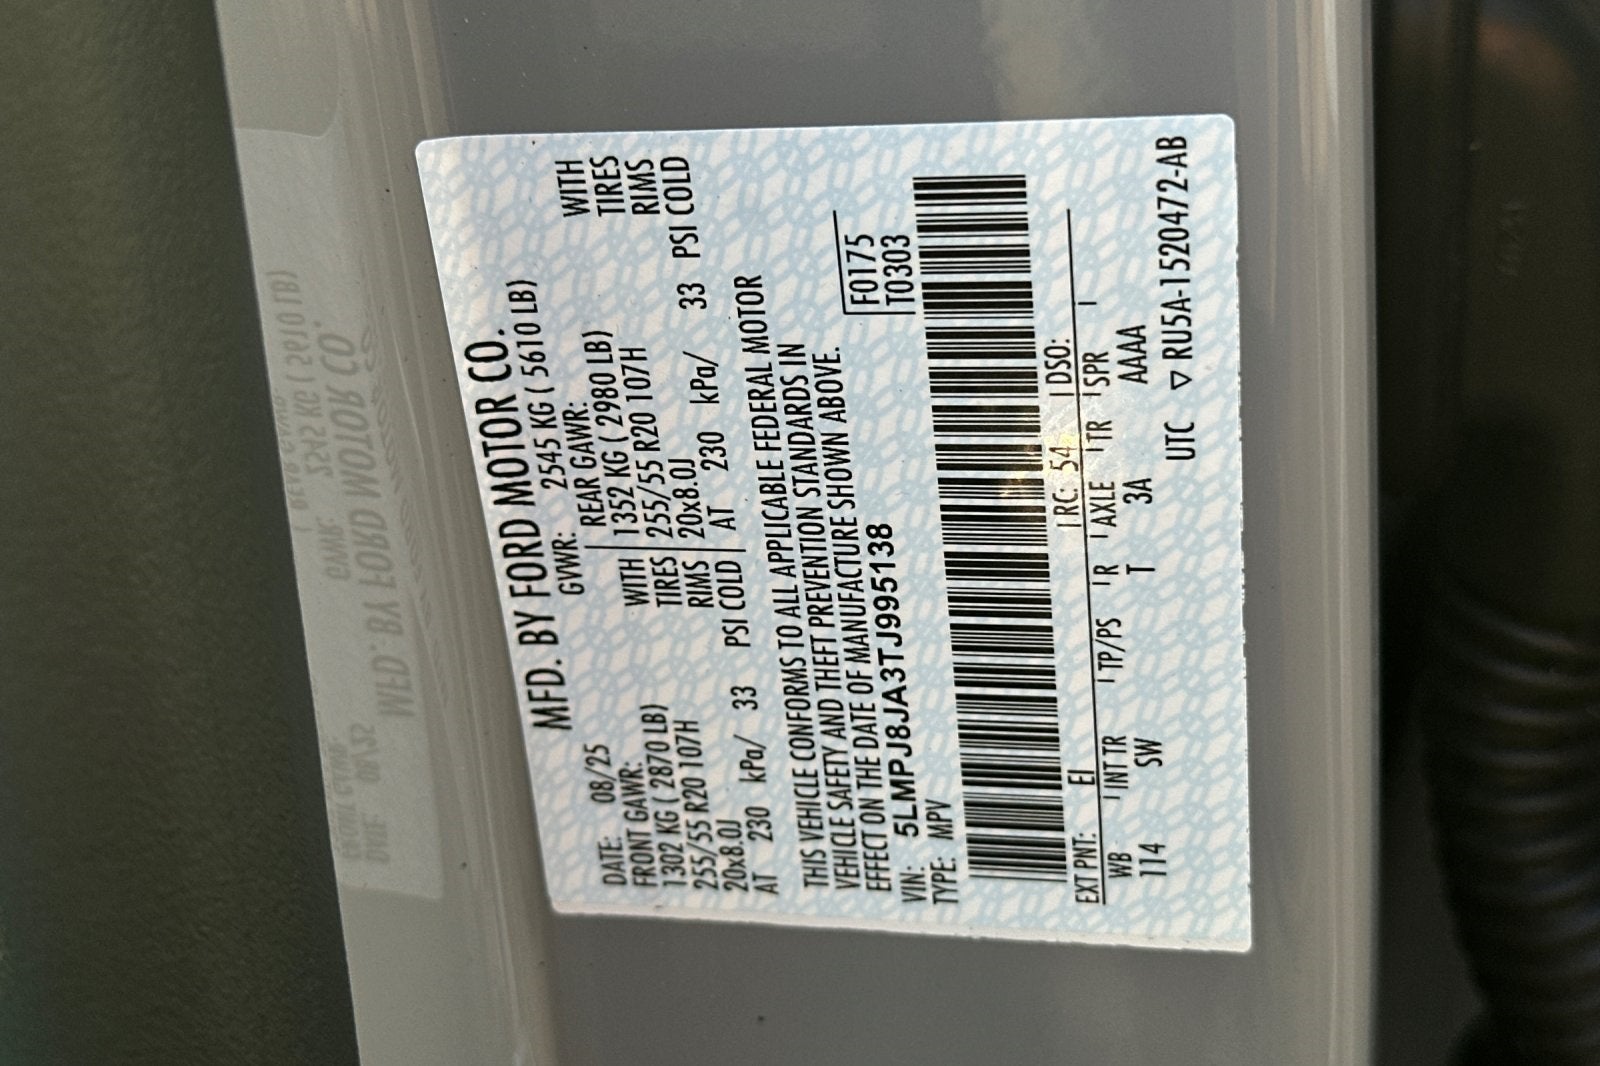 MFD. BY FORD MOTOR CO.
DATE: 08/25 GVWR: 2545 KG ( 5610 LB)
FRONT GAWR: REAR GAWR: WITH
1302 KG ( 2870 LB) WITH 1352 KG ( 2980 LB) TIRES
255/55 R20 107H TIRES 255/55 R20 107H RIMS
20x8.0J RIMS 20x8.0J
AT 230 kPa/ 33 PSI COLD AT 230 kPa/ 33 PSI COLD
THIS VEHICLE CONFORMS TO ALL APPLICABLE FEDERAL MOTOR
VEHICLE SAFETY AND THEFT PREVENTION STANDARDS IN
EFFECT ON THE DATE OF MANUFACTURE SHOWN ABOVE.
VIN: 5LMPJ8JA3TJ995138 F0175
TYPE: MPV T0303
EXT PNT: EJ RC: 54 DSO:
WB INT TR TP/PS R AXLE TR SPR
114 SW T 3A AAAA
UTC ▽ RU5A-1520472-AB